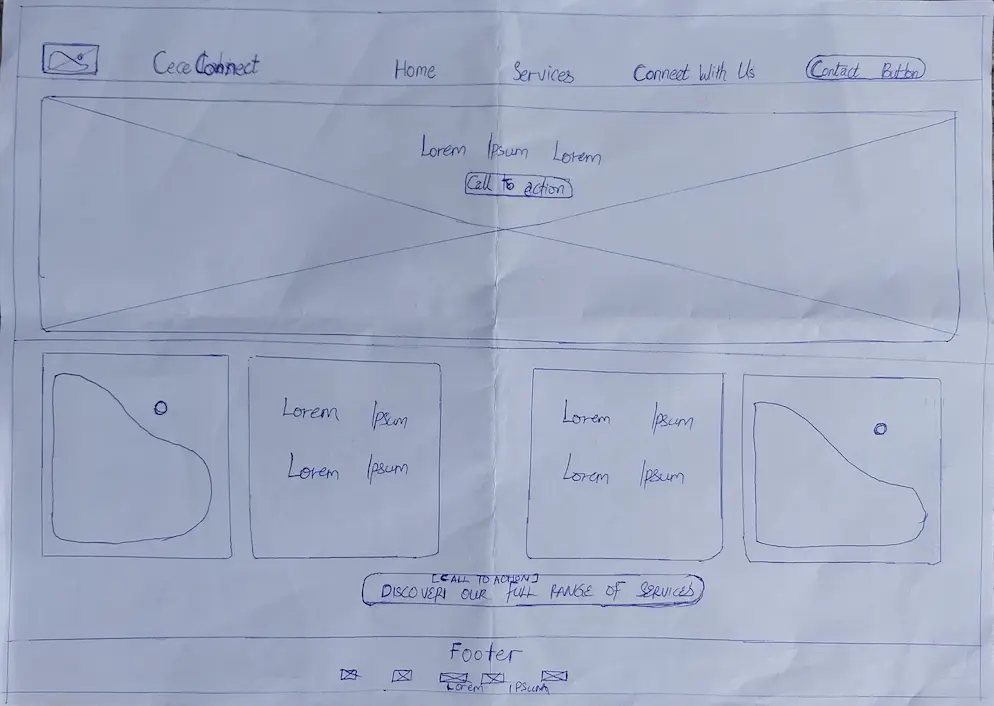 Cece Connect Home Services Connect With Us Contact Button
Lorem Ipsum Lorem
Call to action
Lorem Ipsum
Lorem Ipsum
Lorem Ipsum
Lorem Ipsum
[CALL TO ACTION]
DISCOVER OUR FULL RANGE OF SERVICES
Footer
Lorem IPSUM